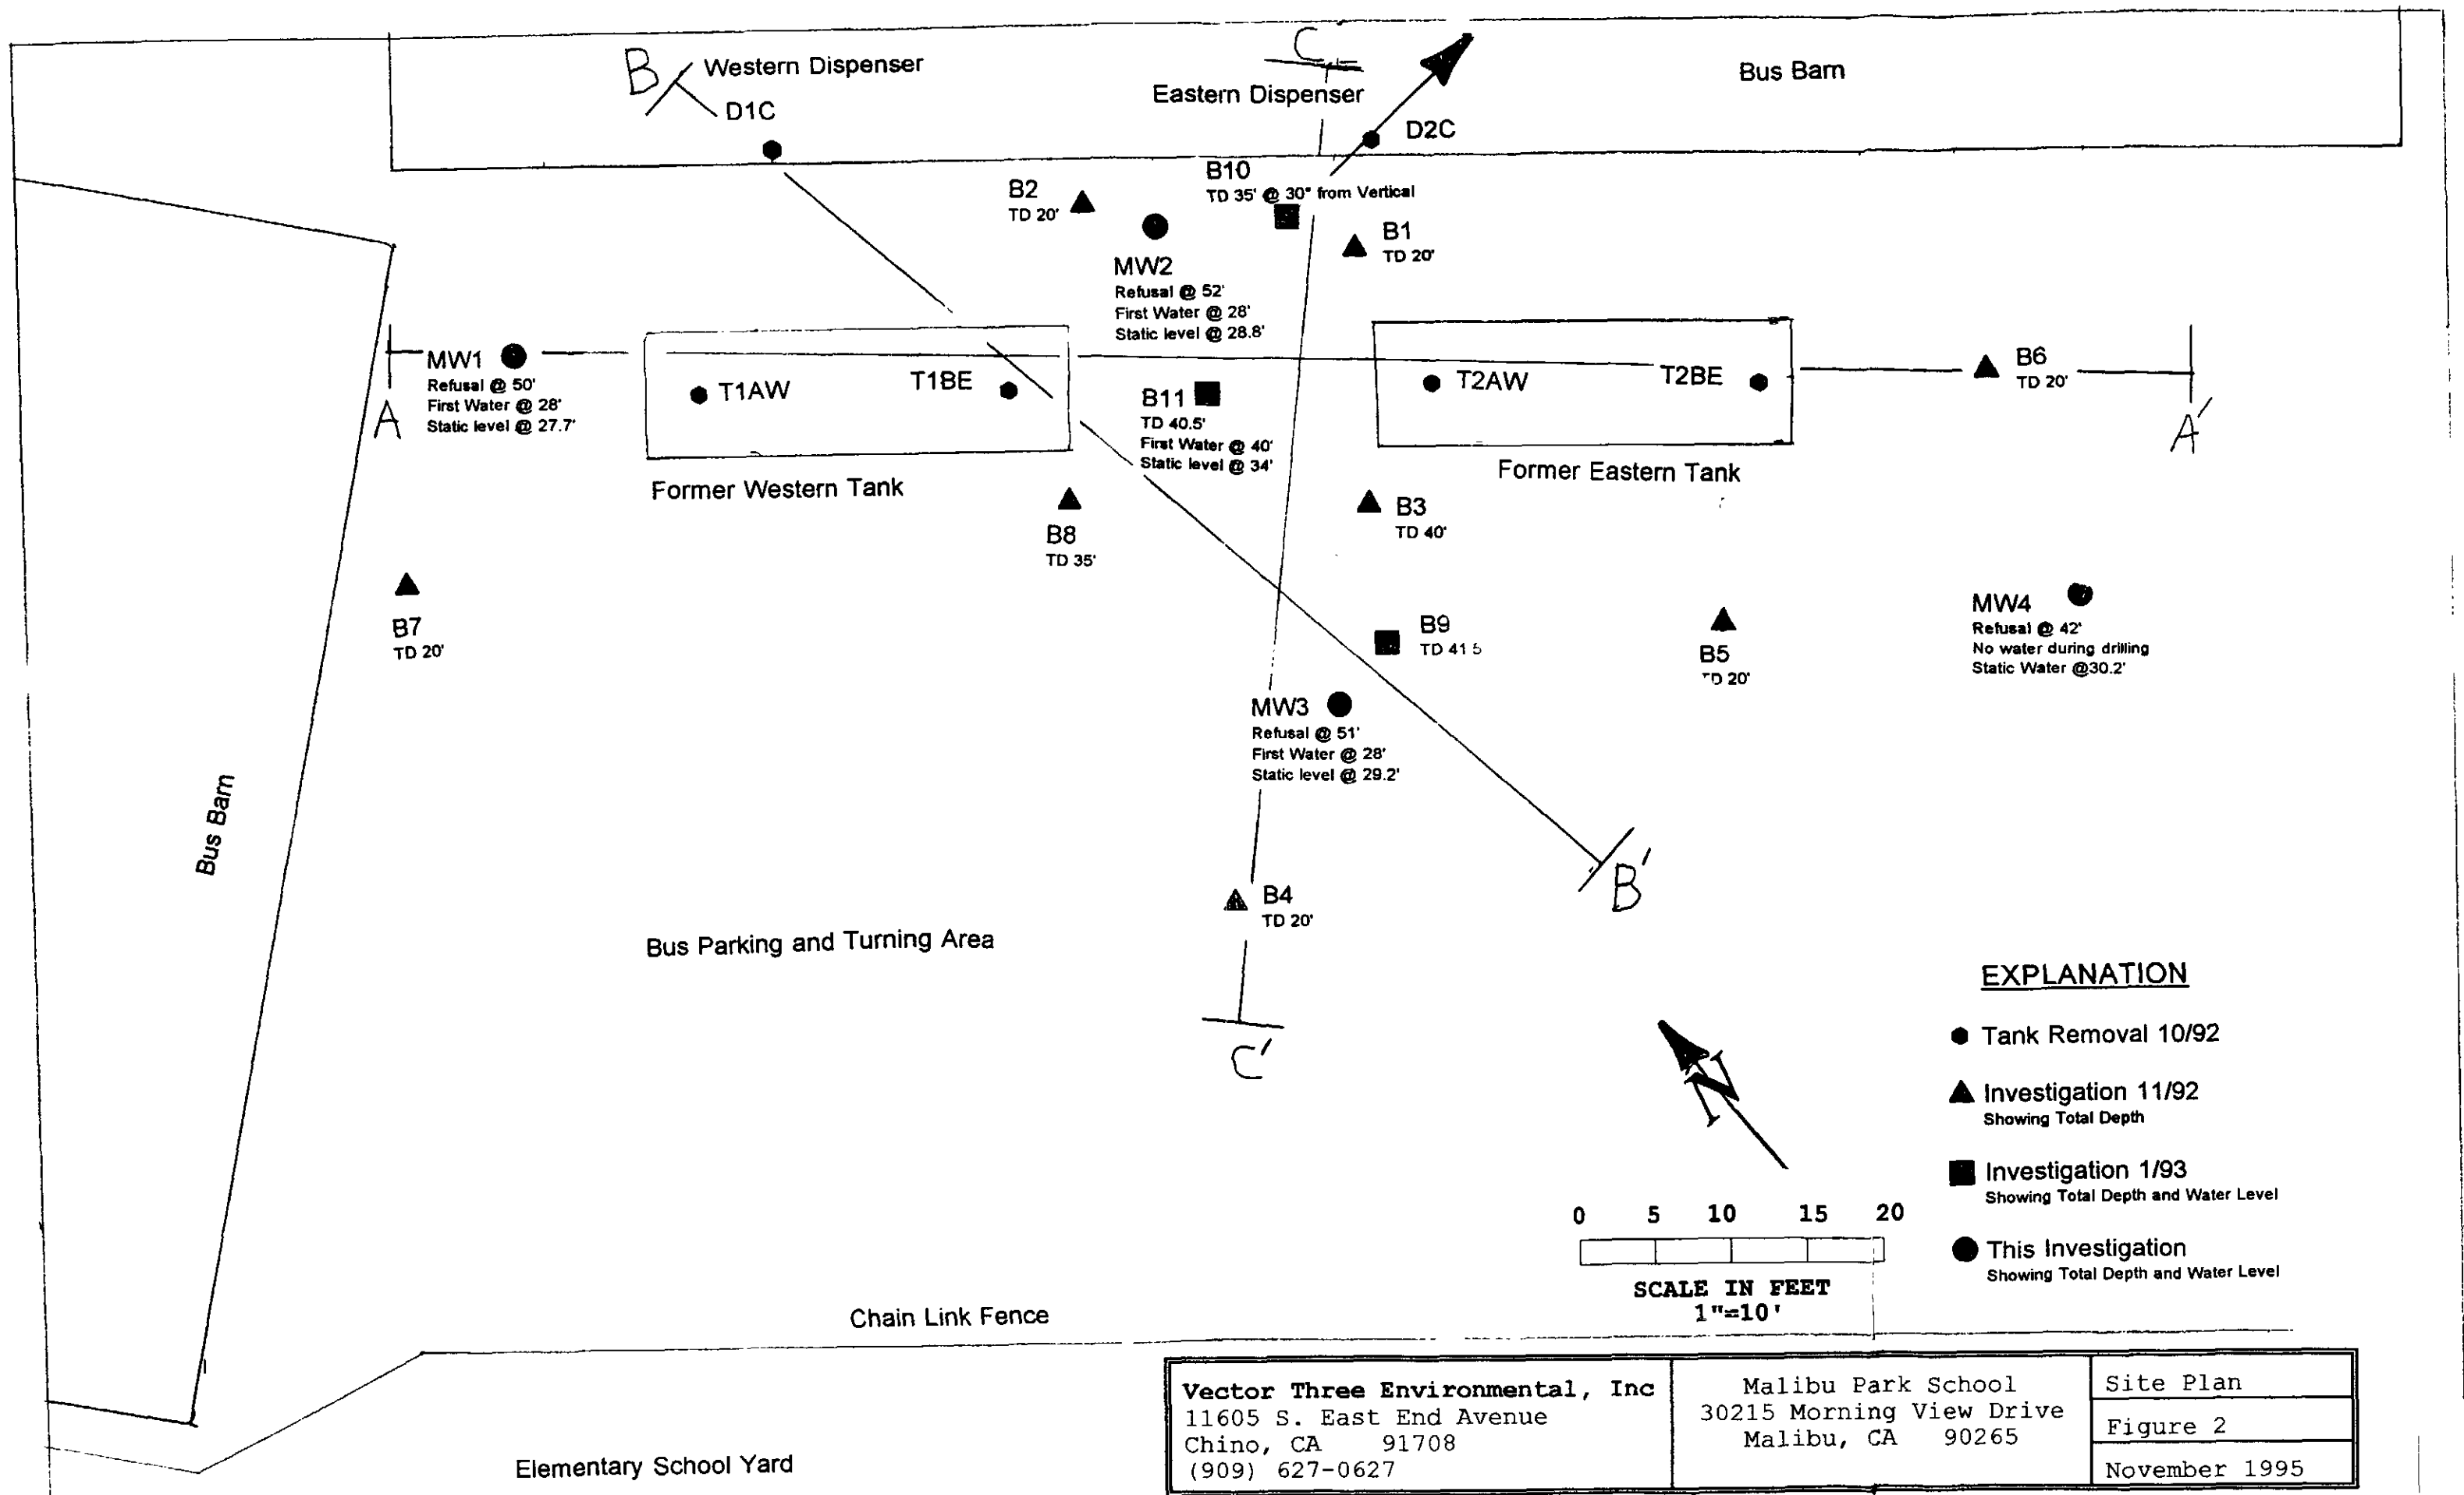 B
Western Dispenser
D1C
C
Eastern Dispenser
D2C
Bus Barn
B2
TD 20'
B10
TD 35' @ 30° from Vertical
B1
TD 20'
MW2
Refusal @ 52'
First Water @ 28'
Static level @ 28.8'
MW1
Refusal @ 50'
First Water @ 28'
Static level @ 27.7'
A
T1AW
T1BE
Former Western Tank
B11
TD 40.5'
First Water @ 40'
Static level @ 34'
T2AW
T2BE
Former Eastern Tank
B6
TD 20'
A'
B8
TD 35'
B3
TD 40'
B7
TD 20'
B9
TD 41 5
B5
TD 20'
MW4
Refusal @ 42'
No water during drilling
Static Water @30.2'
MW3
Refusal @ 51'
First Water @ 28'
Static level @ 29.2'
Bus Barn
B'
B4
TD 20'
Bus Parking and Turning Area
C'
N
EXPLANATION
Tank Removal 10/92
Investigation 11/92
Showing Total Depth
Investigation 1/93
Showing Total Depth and Water Level
This Investigation
Showing Total Depth and Water Level
0 5 10 15 20
SCALE IN FEET
1"=10'
Chain Link Fence
Elementary School Yard
Vector Three Environmental, Inc
11605 S. East End Avenue
Chino, CA 91708
(909) 627-0627
Malibu Park School
30215 Morning View Drive
Malibu, CA 90265
Site Plan
Figure 2
November 1995